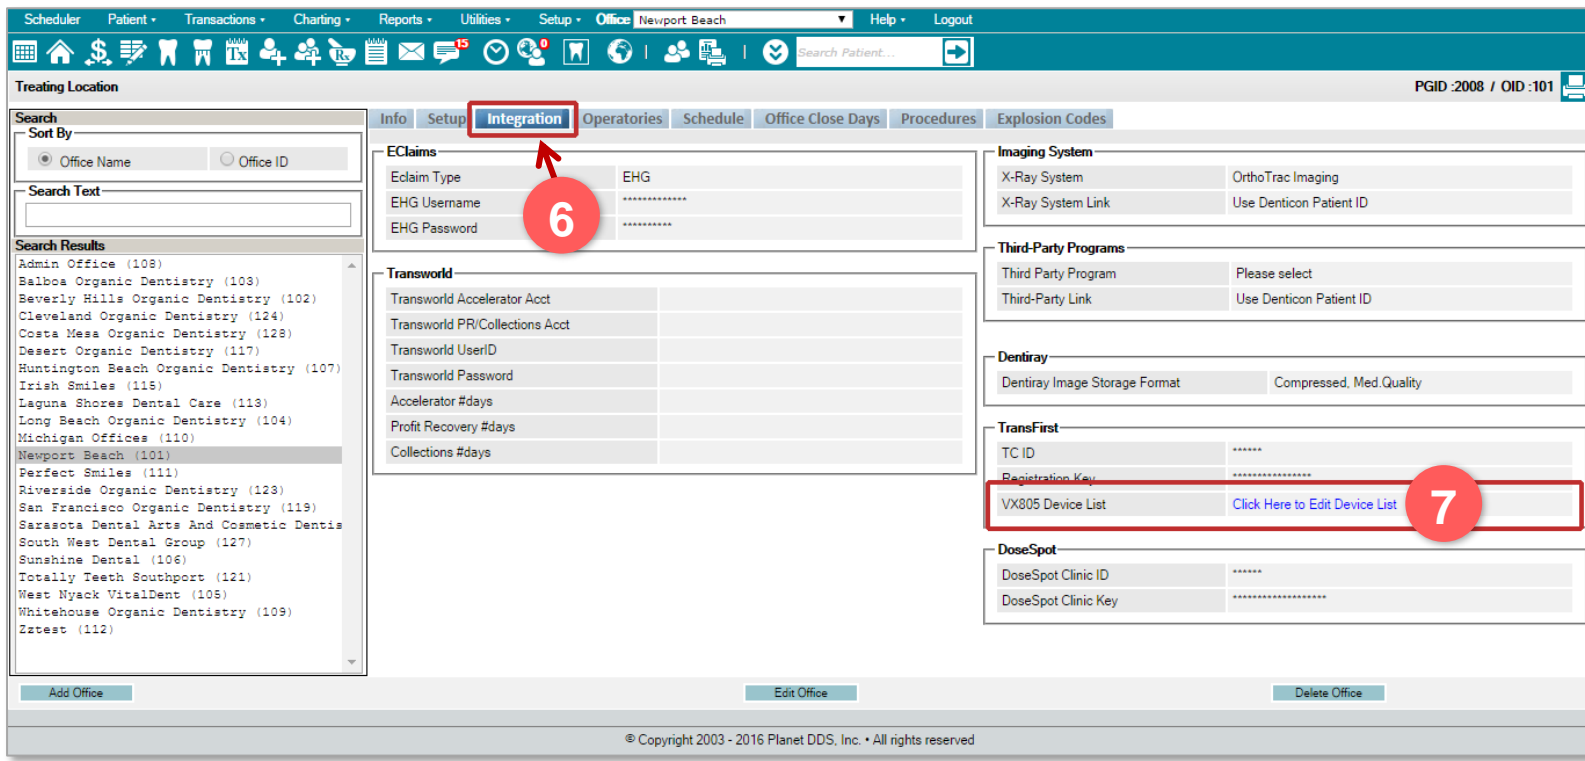 Scheduler Patient Transactions Charting Reports Utilities Setup Office Newport Beach Help Logout
Tx Rx 15 0 Search Patient...
Treating Location PGID :2008 / OID :101
Search
Sort By
Office Name Office ID
Search Text
Search Results
Admin Office (108)
Balboa Organic Dentistry (103)
Beverly Hills Organic Dentistry (102)
Cleveland Organic Dentistry (124)
Costa Mesa Organic Dentistry (128)
Desert Organic Dentistry (117)
Huntington Beach Organic Dentistry (107)
Irish Smiles (115)
Laguna Shores Dental Care (113)
Long Beach Organic Dentistry (104)
Michigan Offices (110)
Newport Beach (101)
Perfect Smiles (111)
Riverside Organic Dentistry (123)
San Francisco Organic Dentistry (119)
Sarasota Dental Arts And Cosmetic Dentis
South West Dental Group (127)
Sunshine Dental (106)
Totally Teeth Southport (121)
West Nyack VitalDent (105)
Whitehouse Organic Dentistry (109)
Zztest (112)
Info Setup Integration Operatories Schedule Office Close Days Procedures Explosion Codes
EClaims
Eclaim Type EHG
EHG Username *************
EHG Password **********
6
Transworld
Transworld Accelerator Acct
Transworld PR/Collections Acct
Transworld UserID
Transworld Password
Accelerator #days
Profit Recovery #days
Collections #days
Imaging System
X-Ray System OrthoTrac Imaging
X-Ray System Link Use Denticon Patient ID
Third-Party Programs
Third Party Program Please select
Third-Party Link Use Denticon Patient ID
Dentiray
Dentiray Image Storage Format Compressed, Med.Quality
TransFirst
TC ID ******
Registration Key ****************
VX805 Device List Click Here to Edit Device List
7
DoseSpot
DoseSpot Clinic ID ******
DoseSpot Clinic Key *******************
Add Office Edit Office Delete Office
© Copyright 2003 - 2016 Planet DDS, Inc. • All rights reserved